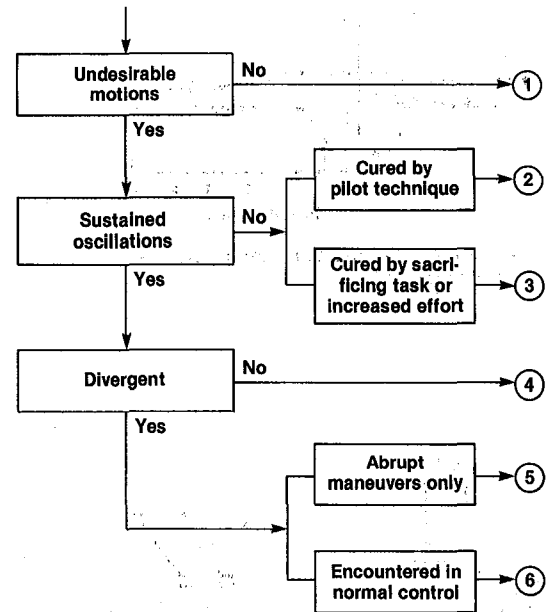 Undesirable
motions
No
1
Yes
Cured by
pilot technique
2
Sustained
oscillations
No
Cured by sacri-
ficing task or
increased effort
3
Yes
Divergent
No
4
Yes
Abrupt
maneuvers only
5
Encountered in
normal control
6